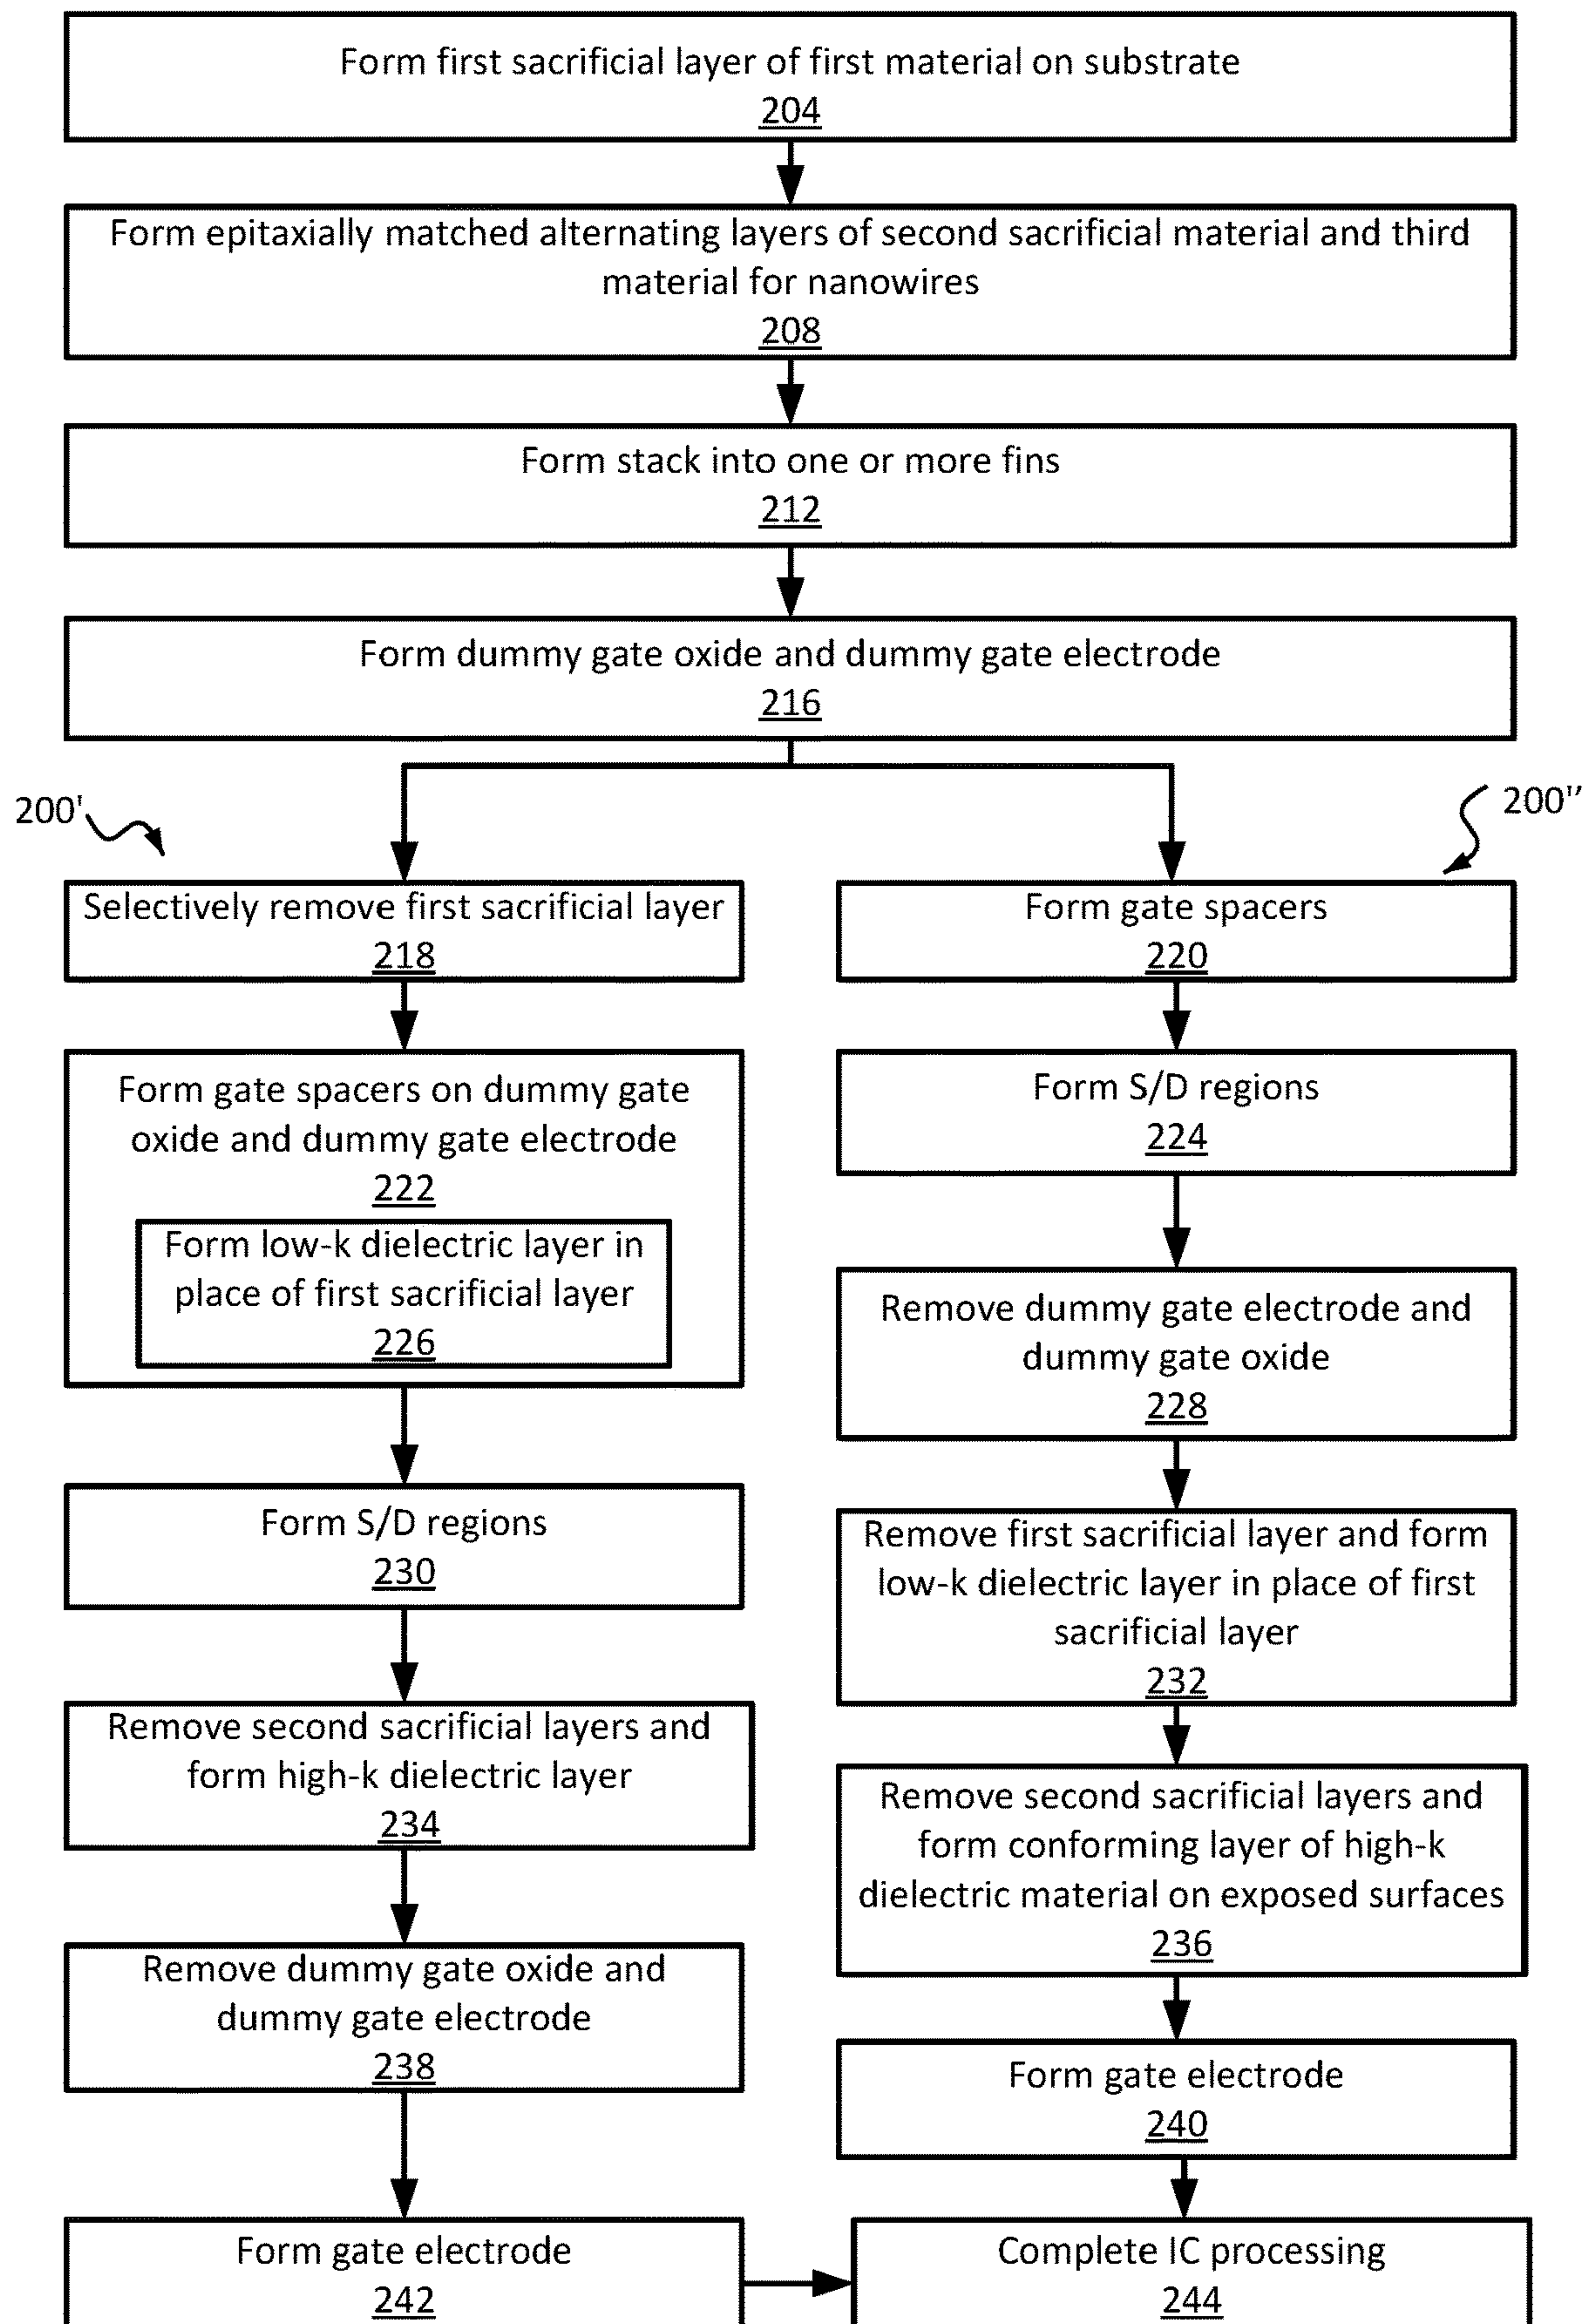 Form first sacrificial layer of first material on substrate
204
Form epitaxially matched alternating layers of second sacrificial material and third
material for nanowires
208
Form stack into one or more fins
212
Form dummy gate oxide and dummy gate electrode
216
200'
Selectively remove first sacrificial layer
218
Form gate spacers on dummy gate
oxide and dummy gate electrode
222
Form low-k dielectric layer in
place of first sacrificial layer
226
Form S/D regions
230
Remove second sacrificial layers and
form high-k dielectric layer
234
Remove dummy gate oxide and
dummy gate electrode
238
Form gate electrode
242
200''
Form gate spacers
220
Form S/D regions
224
Remove dummy gate electrode and
dummy gate oxide
228
Remove first sacrificial layer and form
low-k dielectric layer in place of first
sacrificial layer
232
Remove second sacrificial layers and
form conforming layer of high-k
dielectric material on exposed surfaces
236
Form gate electrode
240
Complete IC processing
244